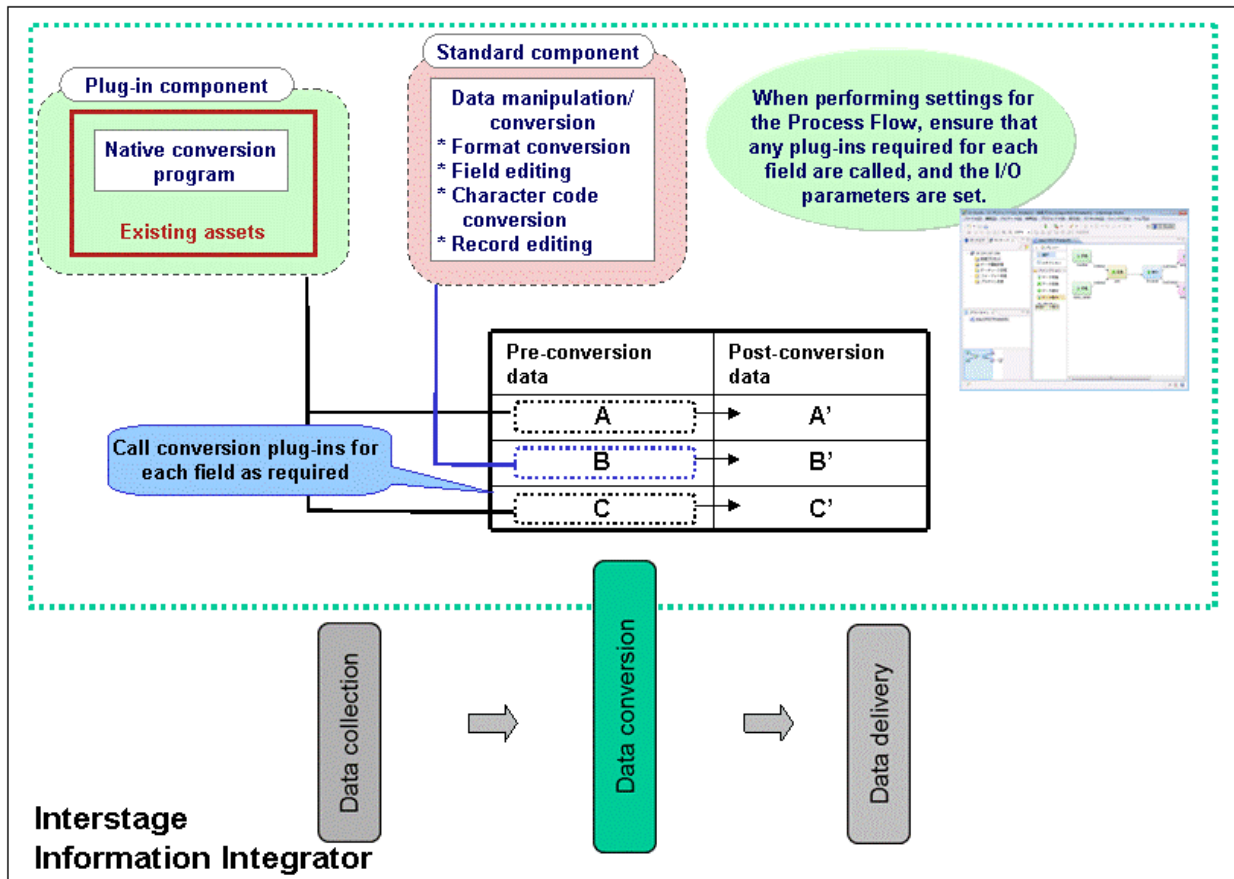 Plug-in component
Native conversion
program
Existing assets
Standard component
Data manipulation/
conversion
* Format conversion
* Field editing
* Character code
conversion
* Record editing
When performing settings for
the Process Flow, ensure that
any plug-ins required for each
field are called, and the I/O
parameters are set.
Pre-conversion
data
Post-conversion
data
A
A’
B
B’
C
C’
Call conversion plug-ins for
each field as required
Data collection
Data conversion
Data delivery
Interstage
Information Integrator